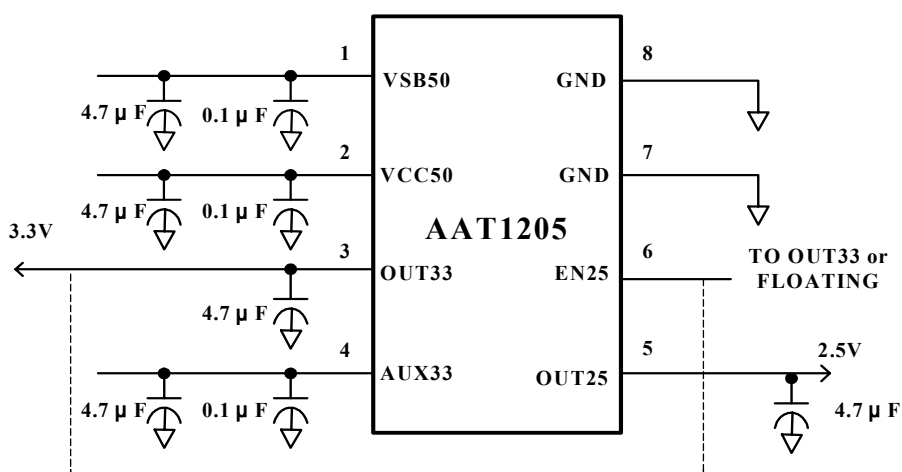 1
VSB50
4.7 μ F
0.1 μ F
2
VCC50
4.7 μ F
0.1 μ F
3.3V
3
OUT33
4.7 μ F
4
AUX33
4.7 μ F
0.1 μ F
AAT1205
8
GND
7
GND
6
EN25
TO OUT33 or
FLOATING
5
OUT25
2.5V
4.7 μ F